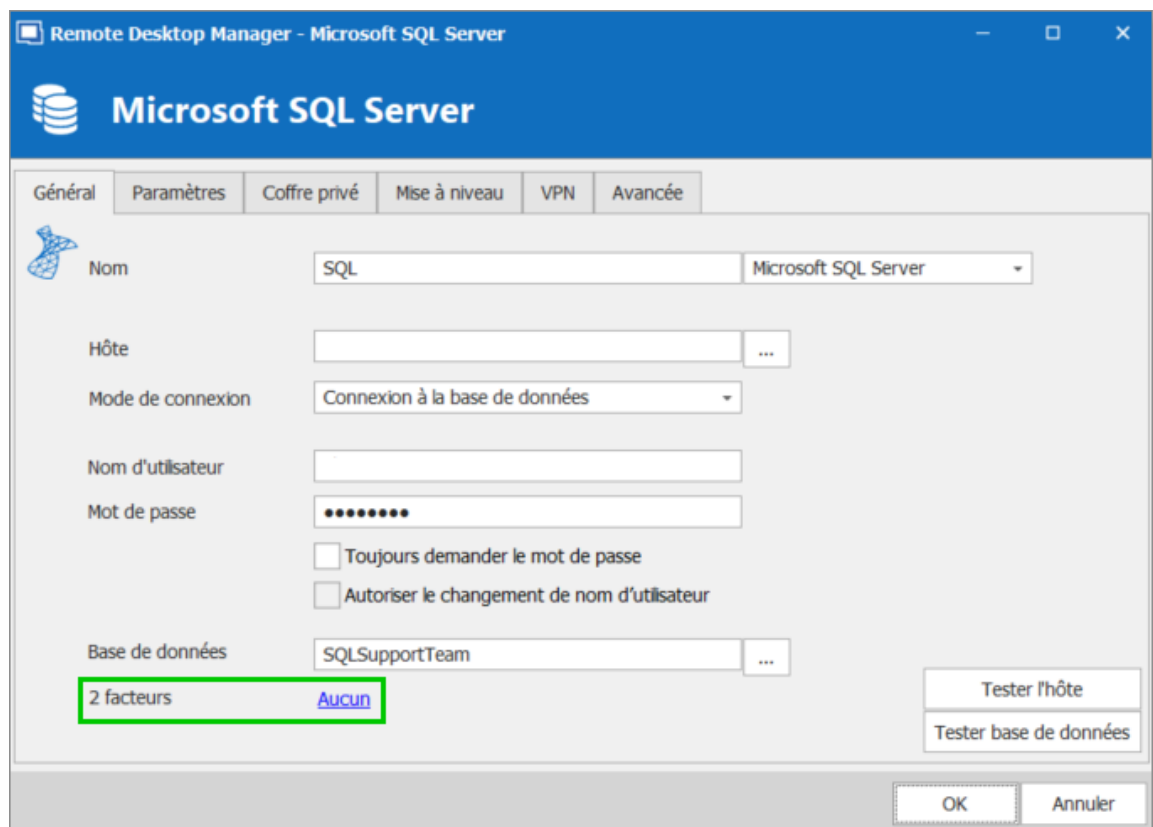 Remote Desktop Manager - Microsoft SQL Server
Microsoft SQL Server
Général Paramètres Coffre privé Mise à niveau VPN Avancée
Nom SQL Microsoft SQL Server
Hôte ...
Mode de connexion Connexion à la base de données
Nom d'utilisateur
Mot de passe ••••••••
Toujours demander le mot de passe
Autoriser le changement de nom d’utilisateur
Base de données SQLSupportTeam ...
2 facteurs Aucun
Tester l'hôte
Tester base de données
OK Annuler